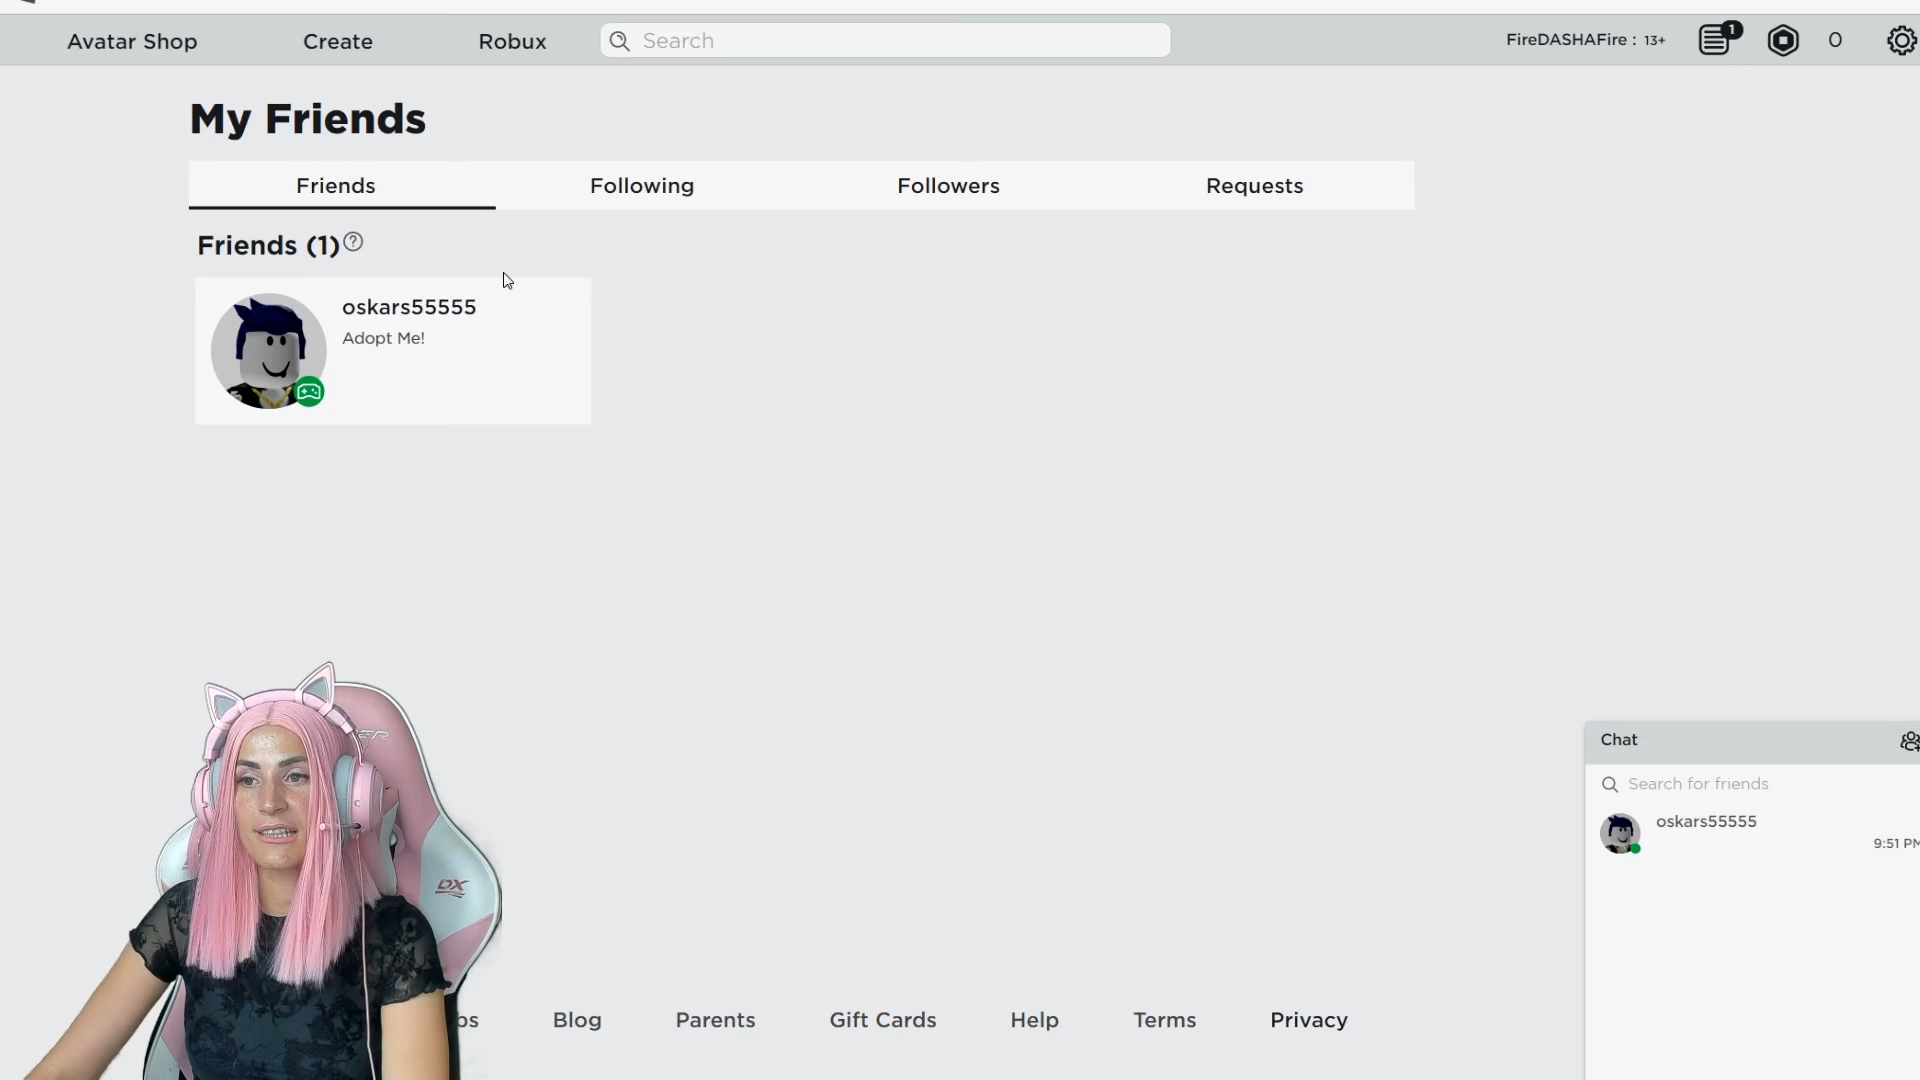 Avatar Shop Create Robux Search FireDASHAFire : 13+ 1 0
My Friends
Friends Following Followers Requests
Friends (1) ?
oskars55555
Adopt Me!
Chat
Search for friends
oskars55555
9:51 PM
DX
Blog Parents Gift Cards Help Terms Privacy